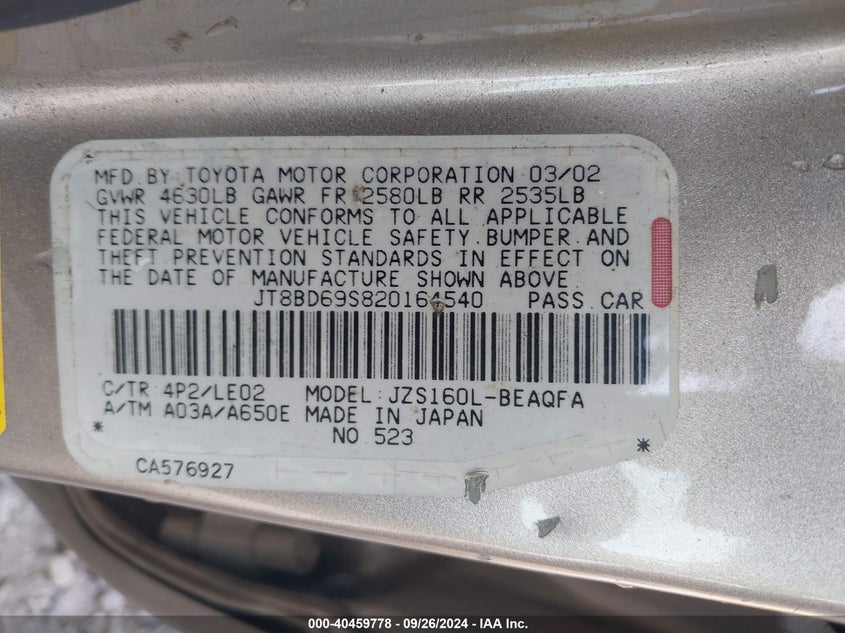 MFD BY: TOYOTA MOTOR CORPORATION 03/02
GVWR 4630LB GAWR FR 2580LB RR 2535LB
THIS VEHICLE CONFORMS TO ALL APPLICABLE
FEDERAL MOTOR VEHICLE SAFETY, BUMPER, AND
THEFT PREVENTION STANDARDS IN EFFECT ON
THE DATE OF MANUFACTURE SHOWN ABOVE.
JT8BD69S820164540 PASS. CAR
C/TR 4P2/LE02 MODEL: JZS160L-BEAQFA
A/TM A03A/A650E MADE IN JAPAN
* NO. 523 *
CA576927
000-40459778 - 09/26/2024 - IAA Inc.